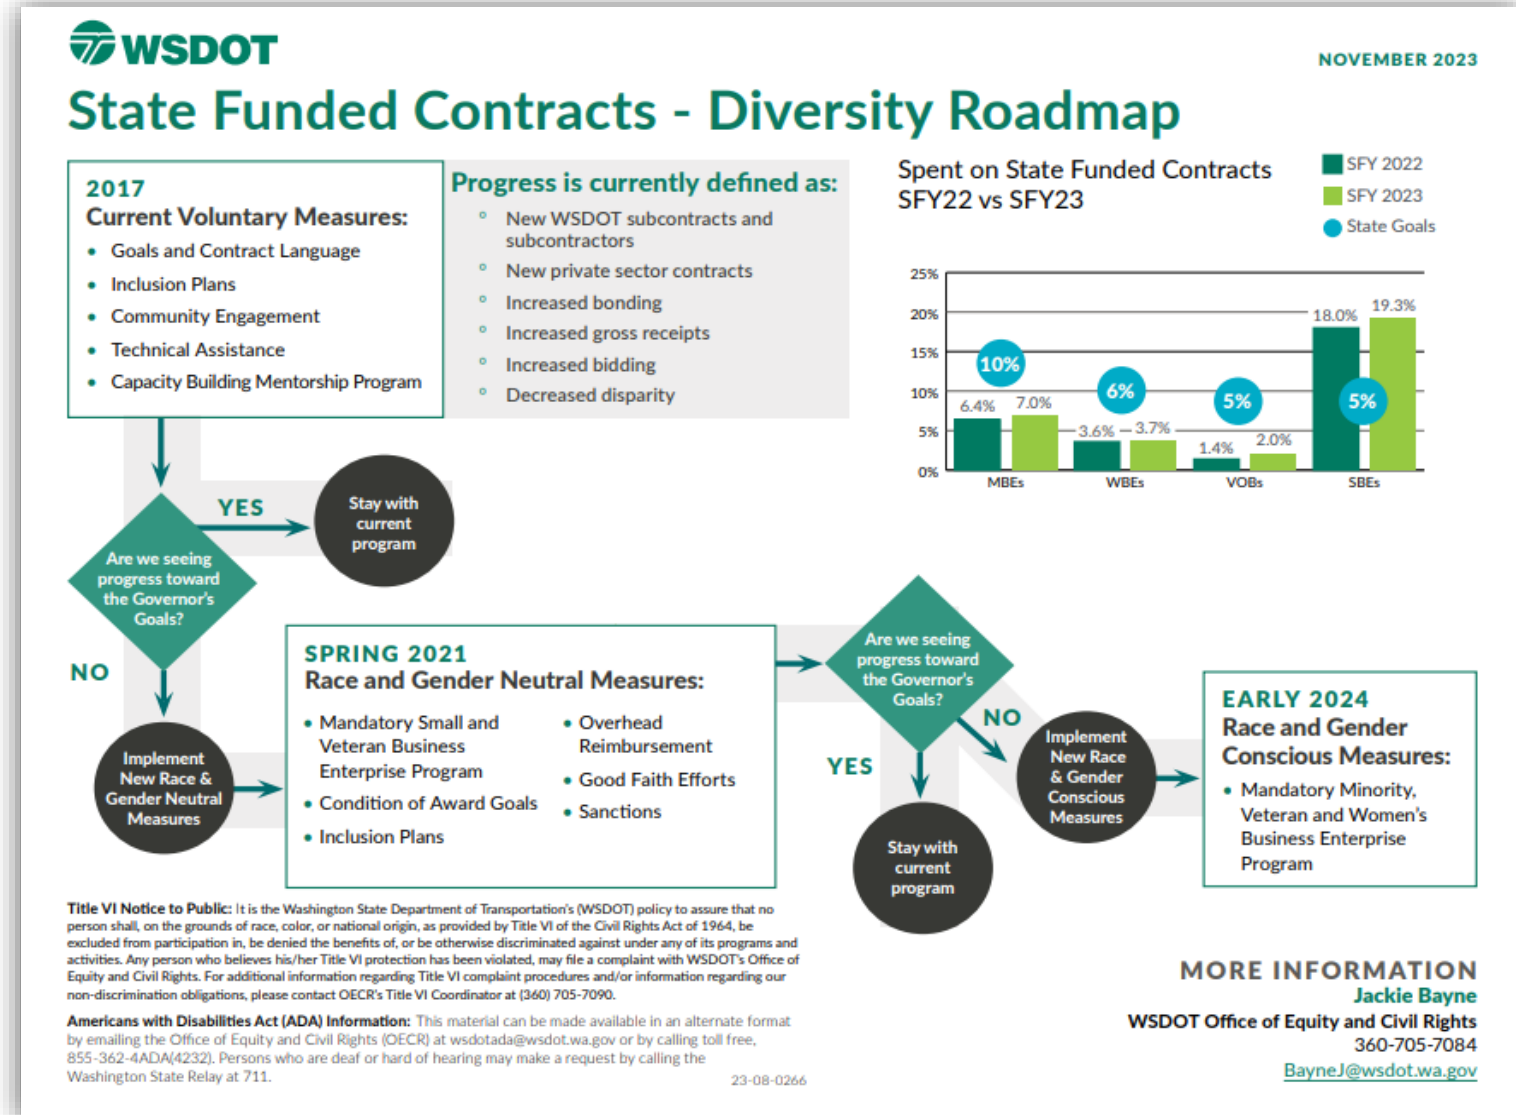 WSDOT
NOVEMBER 2023
State Funded Contracts - Diversity Roadmap
2017
Current Voluntary Measures:
• Goals and Contract Language
• Inclusion Plans
• Community Engagement
• Technical Assistance
• Capacity Building Mentorship Program
Progress is currently defined as:
° New WSDOT subcontracts and
subcontractors
° New private sector contracts
° Increased bonding
° Increased gross receipts
° Increased bidding
° Decreased disparity
Spent on State Funded Contracts
SFY22 vs SFY23
SFY 2022
SFY 2023
State Goals
25%
20%
15%
10%
5%
0%
10%
6%
5%
5%
6.4%
7.0%
3.6%
3.7%
1.4%
2.0%
18.0%
19.3%
MBEs
WBEs
VOBs
SBEs
Are we seeing
progress toward
the Governor's
Goals?
YES
Stay with
current
program
NO
Implement
New Race &
Gender Neutral
Measures
SPRING 2021
Race and Gender Neutral Measures:
• Mandatory Small and
Veteran Business
Enterprise Program
• Condition of Award Goals
• Inclusion Plans
• Overhead
Reimbursement
• Good Faith Efforts
• Sanctions
Are we seeing
progress toward
the Governor's
Goals?
YES
Stay with
current
program
NO
Implement
New Race
& Gender
Conscious
Measures
EARLY 2024
Race and Gender
Conscious Measures:
• Mandatory Minority,
Veteran and Women's
Business Enterprise
Program
Title VI Notice to Public: It is the Washington State Department of Transportation's (WSDOT) policy to assure that no
person shall, on the grounds of race, color, or national origin, as provided by Title VI of the Civil Rights Act of 1964, be
excluded from participation in, be denied the benefits of, or be otherwise discriminated against under any of its programs and
activities. Any person who believes his/her Title VI protection has been violated, may file a complaint with WSDOT's Office of
Equity and Civil Rights. For additional information regarding Title VI complaint procedures and/or information regarding our
non-discrimination obligations, please contact OECR's Title VI Coordinator at (360) 705-7090.
Americans with Disabilities Act (ADA) Information: This material can be made available in an alternate format
by emailing the Office of Equity and Civil Rights (OECR) at wsdotada@wsdot.wa.gov or by calling toll free,
855-362-4ADA(4232). Persons who are deaf or hard of hearing may make a request by calling the
Washington State Relay at 711.
23-08-0266
MORE INFORMATION
Jackie Bayne
WSDOT Office of Equity and Civil Rights
360-705-7084
BayneJ@wsdot.wa.gov